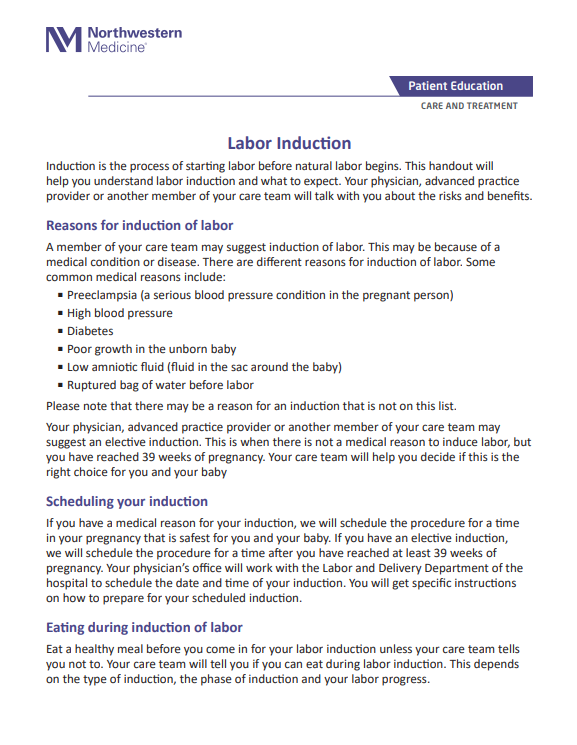 Northwestern
Medicine®
Patient Education
CARE AND TREATMENT
Labor Induction
Induction is the process of starting labor before natural labor begins. This handout will
help you understand labor induction and what to expect. Your physician, advanced practice
provider or another member of your care team will talk with you about the risks and benefits.
Reasons for induction of labor
A member of your care team may suggest induction of labor. This may be because of a
medical condition or disease. There are different reasons for induction of labor. Some
common medical reasons include:
▪ Preeclampsia (a serious blood pressure condition in the pregnant person)
▪ High blood pressure
▪ Diabetes
▪ Poor growth in the unborn baby
▪ Low amniotic fluid (fluid in the sac around the baby)
▪ Ruptured bag of water before labor
Please note that there may be a reason for an induction that is not on this list.
Your physician, advanced practice provider or another member of your care team may
suggest an elective induction. This is when there is not a medical reason to induce labor, but
you have reached 39 weeks of pregnancy. Your care team will help you decide if this is the
right choice for you and your baby
Scheduling your induction
If you have a medical reason for your induction, we will schedule the procedure for a time
in your pregnancy that is safest for you and your baby. If you have an elective induction,
we will schedule the procedure for a time after you have reached at least 39 weeks of
pregnancy. Your physician's office will work with the Labor and Delivery Department of the
hospital to schedule the date and time of your induction. You will get specific instructions
on how to prepare for your scheduled induction.
Eating during induction of labor
Eat a healthy meal before you come in for your labor induction unless your care team tells
you not to. Your care team will tell you if you can eat during labor induction. This depends
on the type of induction, the phase of induction and your labor progress.